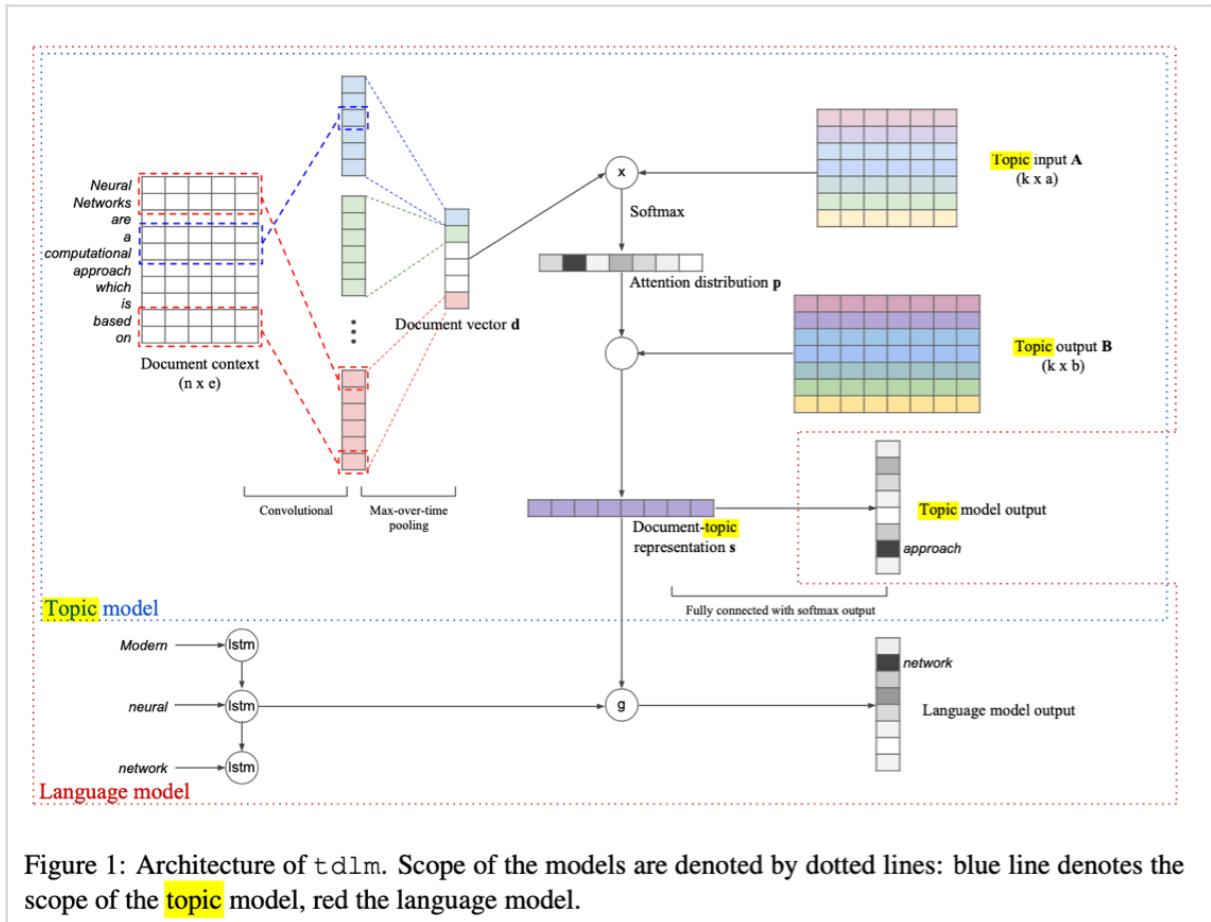 Neural
Networks
are
a
computational
approach
which
is
based
on
Document context
(n x e)
Convolutional
Max-over-time
pooling
Document vector d
x
Softmax
Topic input A
(k x a)
Attention distribution p
Topic output B
(k x b)
Document-topic
representation s
Topic model output
approach
Fully connected with softmax output
Topic model
Modern
lstm
neural
lstm
network
lstm
g
network
Language model output
Language model
Figure 1: Architecture of tdlm. Scope of the models are denoted by dotted lines: blue line denotes the
scope of the topic model, red the language model.